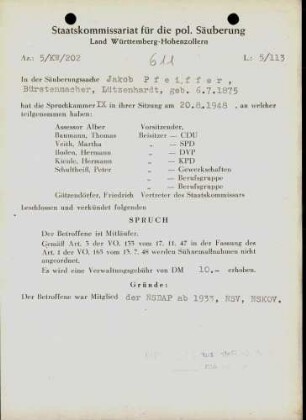 Staatskommissariat für die pol. Säuberung
Land Württemberg-Hohenzollern
Az.: 5/KW/202 611 L: 5/113
In der Säuberungssache Jakob Pfeiffer,
Bürstenmacher, Lützenhardt, geb. 6.7.1875
hat die Spruchkammer IX in ihrer Sitzung am 20.8.1948 , an welcher
teilgenommen haben:
Assessor Alber Vorsitzender,
Baumann, Thomas Beisitzer — CDU
Veith, Martha „ — SPD
Boden, Hermann „ — DVP
Kienle, Hermann „ — KPD
Schultheiß, Peter „ — Gewerkschaften
„ — Berufsgruppe
„ — Berufsgruppe
Götzendörfer, Friedrich Vertreter des Staatskommissars
beschlossen und verkündet folgenden
SPRUCH
Der Betroffene ist Mitläufer.
Gemäß Art. 3 der VO. 133 vom 17. 11. 47 in der Fassung des
Art. 1 der VO. 165 vom 13. 7. 48 werden Sühnemaßnahmen nicht
angeordnet.
Es wird eine Verwaltungsgebühr von DM 10.— erhoben.
Gründe:
Der Betroffene war Mitglied der NSDAP ab 1933, NSV, NSKOV.